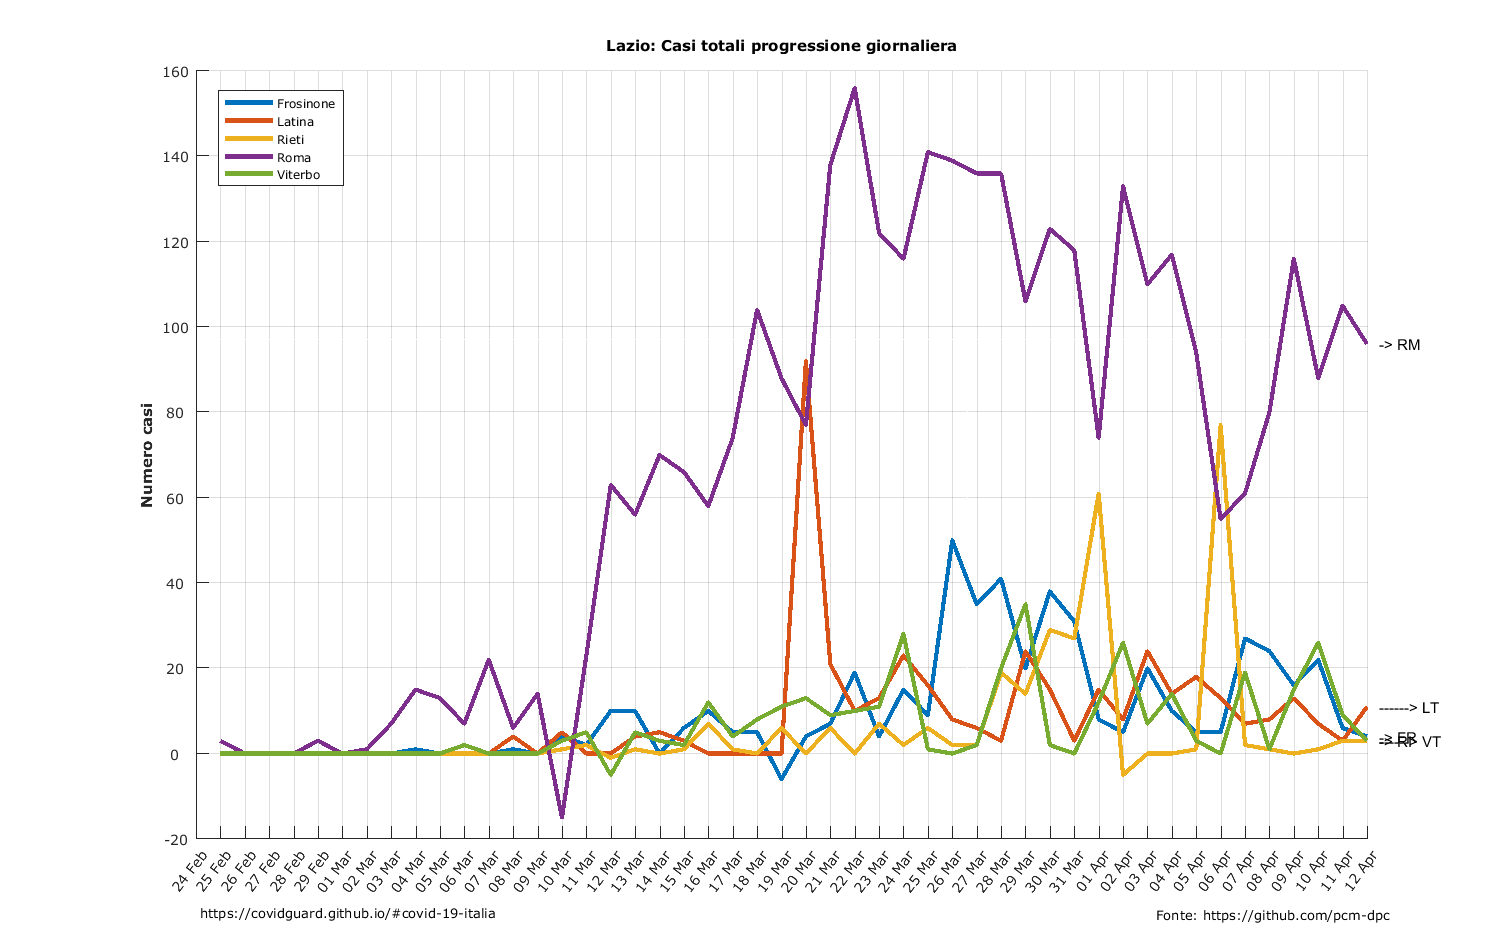 Lazio: Casi totali progressione giornaliera
160
140
120
100
80
60
40
20
0
-20
Numero casi
Frosinone
Latina
Rieti
Roma
Viterbo
-> RM
------> LT
-> FR
VT
24 Feb
25 Feb
26 Feb
27 Feb
28 Feb
29 Feb
01 Mar
02 Mar
03 Mar
04 Mar
05 Mar
06 Mar
07 Mar
08 Mar
09 Mar
10 Mar
11 Mar
12 Mar
13 Mar
14 Mar
15 Mar
16 Mar
17 Mar
18 Mar
19 Mar
20 Mar
21 Mar
22 Mar
23 Mar
24 Mar
25 Mar
26 Mar
27 Mar
28 Mar
29 Mar
30 Mar
31 Mar
01 Apr
02 Apr
03 Apr
04 Apr
05 Apr
06 Apr
07 Apr
08 Apr
09 Apr
10 Apr
11 Apr
12 Apr
https://covidguard.github.io/#covid-19-italia
Fonte: https://github.com/pcm-dpc